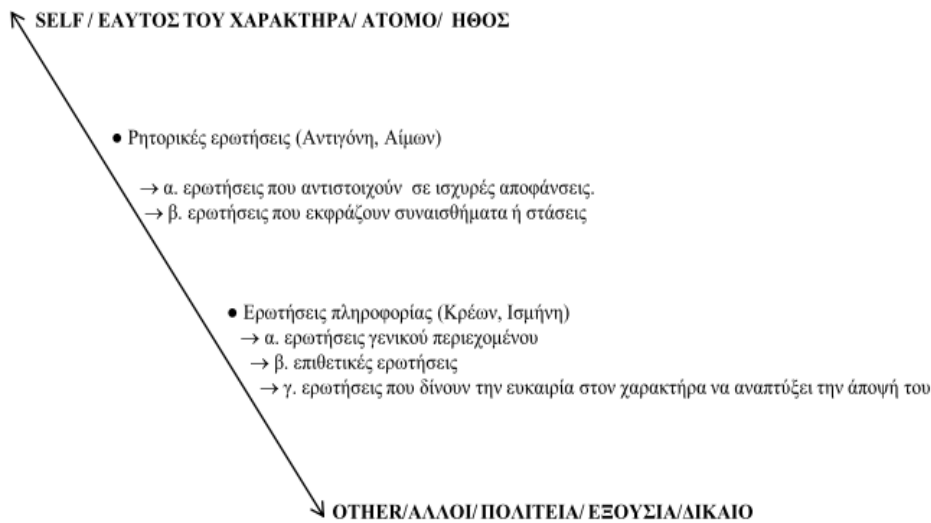 SELF / ΕΑΥΤΟΣ ΤΟΥ ΧΑΡΑΚΤΗΡΑ/ ΑΤΟΜΟ/ ΗΘΟΣ
● Ρητορικές ερωτήσεις (Αντιγόνη, Αίμων)
→ α. ερωτήσεις που αντιστοιχούν σε ισχυρές αποφάνσεις.
→ β. ερωτήσεις που εκφράζουν συναισθήματα ή στάσεις
● Ερωτήσεις πληροφορίας (Κρέων, Ισμήνη)
→ α. ερωτήσεις γενικού περιεχομένου
→ β. επιθετικές ερωτήσεις
→ γ. ερωτήσεις που δίνουν την ευκαιρία στον χαρακτήρα να αναπτύξει την άποψή του
OTHER/ΑΛΛΟΙ/ ΠΟΛΙΤΕΙΑ/ ΕΞΟΥΣΙΑ/ΔΙΚΑΙΟ